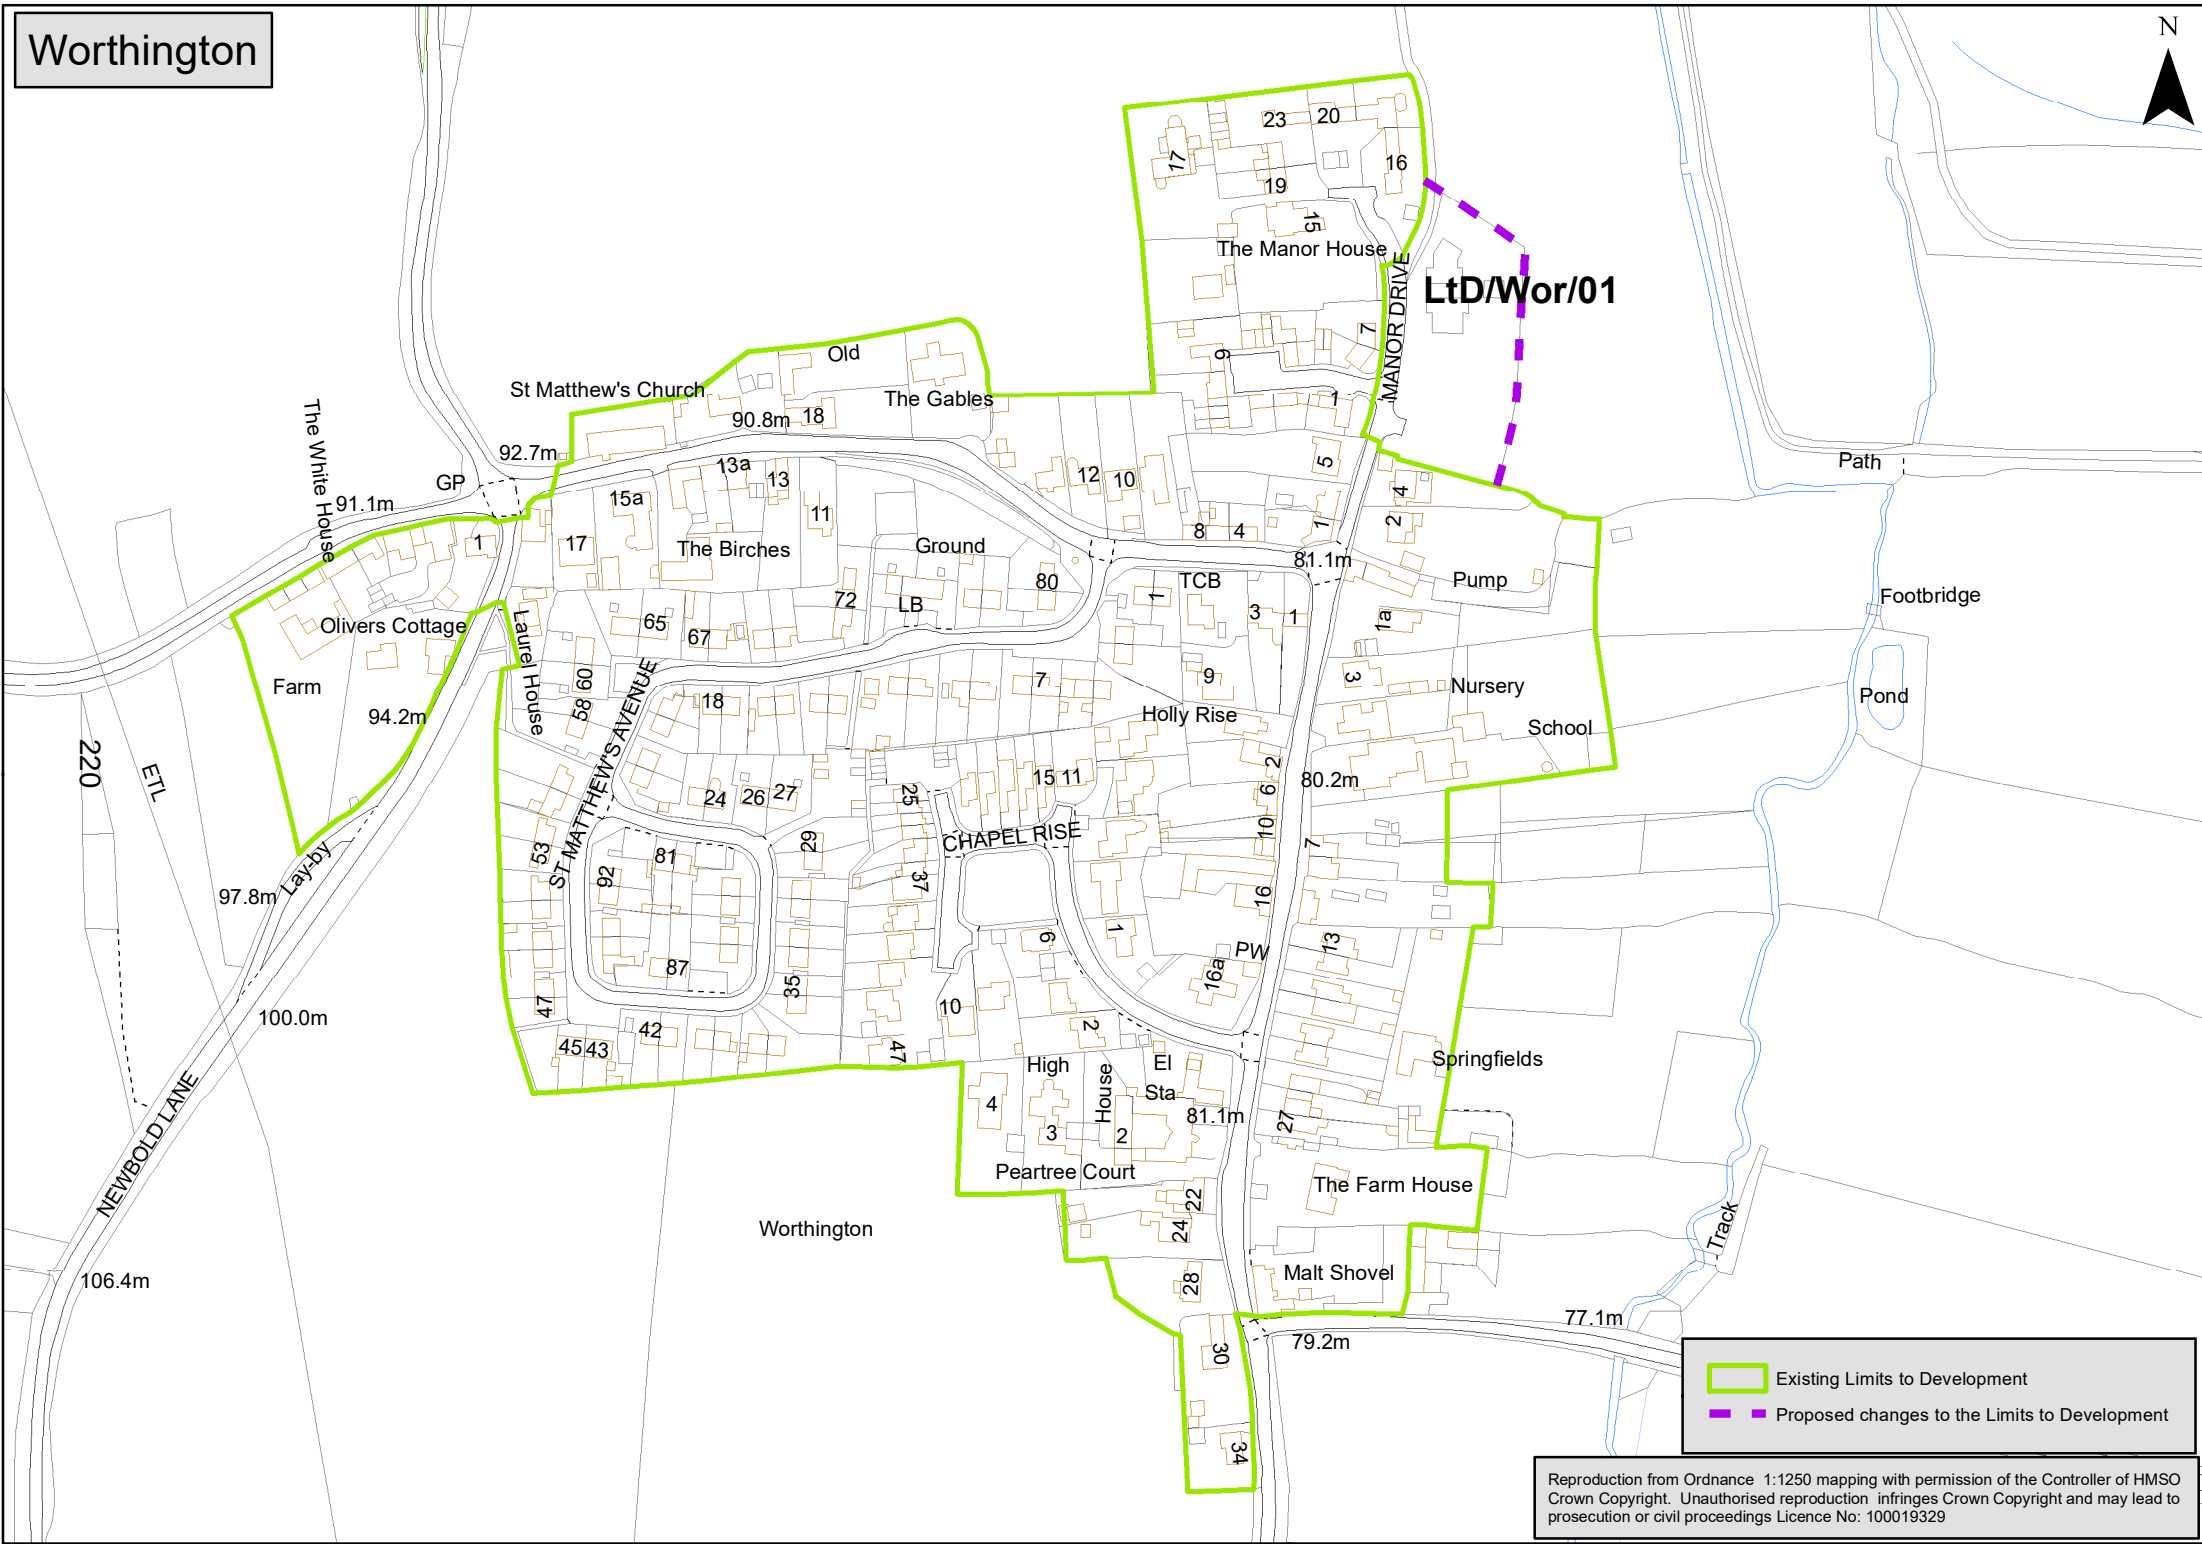 Worthington
N
23
20
17
16
19
15
The Manor House
MANOR DRIVE
LtD/Wor/01
7
9
1
Old
St Matthew's Church
The Gables
90.8m
18
92.7m
The White House
GP
91.1m
13a
13
15a
11
12
10
5
4
2
1
8
4
1
17
The Birches
Ground
80
81.1m
Pump
TCB
1
3
1
1a
72
LB
Path
Footbridge
Pond
Olivers Cottage
Laurel House
65
67
Farm
60
58
94.2m
ST MATTHEW'S AVENUE
18
7
9
3
Nursery
Holly Rise
School
220
ETL
24
26
27
25
15
11
2
6
10
80.2m
CHAPEL RISE
53
81
92
29
37
7
16
97.8m
Lay-by
1
6
PW
13
16a
87
35
47
10
100.0m
45
43
42
47
2
High
House
El
Sta
Springfields
4
3
2
81.1m
27
NEWBOLD LANE
Peartree Court
The Farm House
22
24
Worthington
Track
106.4m
28
Malt Shovel
77.1m
79.2m
30
34
Existing Limits to Development
Proposed changes to the Limits to Development
Reproduction from Ordnance 1:1250 mapping with permission of the Controller of HMSO
Crown Copyright. Unauthorised reproduction infringes Crown Copyright and may lead to
prosecution or civil proceedings Licence No: 100019329